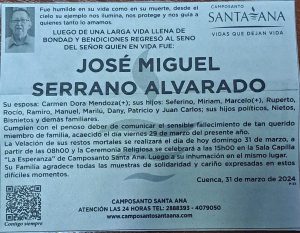 Fue humilde en su vida como en su muerte, desde el
cielo su ejemplo nos ilumina, nos protege y nos guía a
quienes tanto lo amamos.
CAMPOSANTO
SANTA ANA
VIDAS QUE DEJAN VIDA
LUEGO DE UNA LARGA VIDA LLENA DE
BONDAD Y BENDICIONES REGRESÓ AL SENO
DEL SEÑOR QUIEN EN VIDA FUE:
JOSÉ MIGUEL
SERRANO ALVARADO
Su esposa: Carmen Dora Mendoza(+); sus hijos: Seferino, Miriam, Marcelo(+), Ruperto,
Rocío, Ramiro, Manuel, Marilú, Dany, Patricio y Juan Carlos; sus hijos políticos, Nietos,
Bisnietos y demás familiares.
Cumplen con el penoso deber de comunicar el sensible fallecimiento de tan querido
miembro de familia, acaecido el día viernes 29 de marzo del presente año.
La Velación de sus restos mortales se realizará el día de hoy domingo 31 de marzo, a
partir de las 08h00 y la Ceremonia Religiosa se celebrará a las 15h00 en la Sala Capilla
"La Esperanza" de Camposanto Santa Ana. Luego a su inhumación en el mismo lugar.
Su Familia agradece todas las muestras de solidaridad y cariño expresadas en estos
difíciles momentos.
Cuenca, 31 de marzo de 2024
CAMPOSANTO SANTA ANA
ATENCIÓN LAS 24 HORAS TEL: 2888393 - 4079050
www.camposantosantaana.com